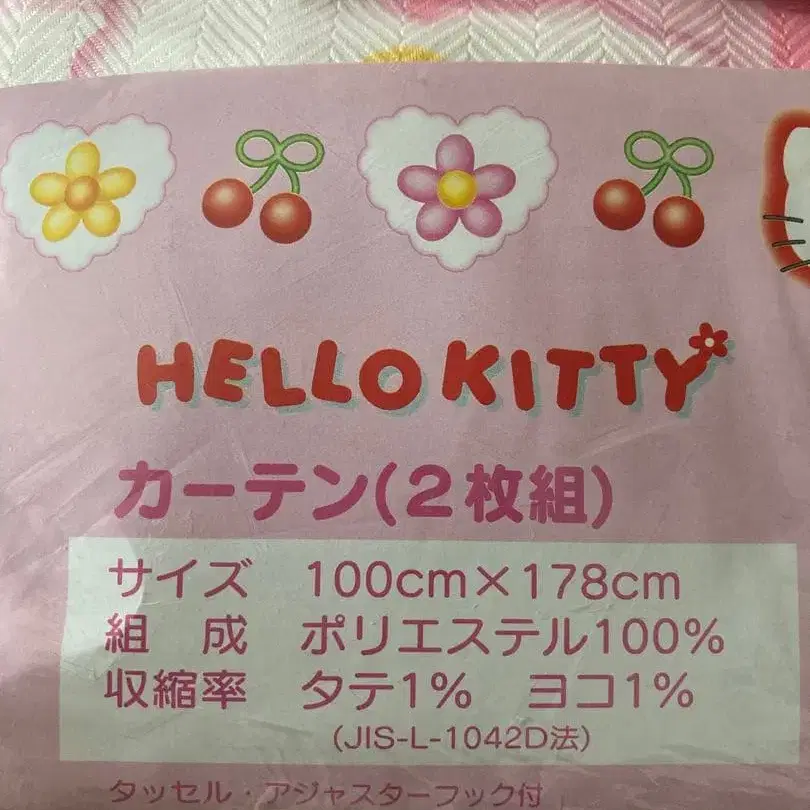 HELLO KITTY
カーテン(2枚組)
サイズ 100cm×178cm
組 成 ポリエステル100%
収縮率 タテ1% ヨコ1%
(JIS-L-1042D法)
タッセル・アジャスターフック付